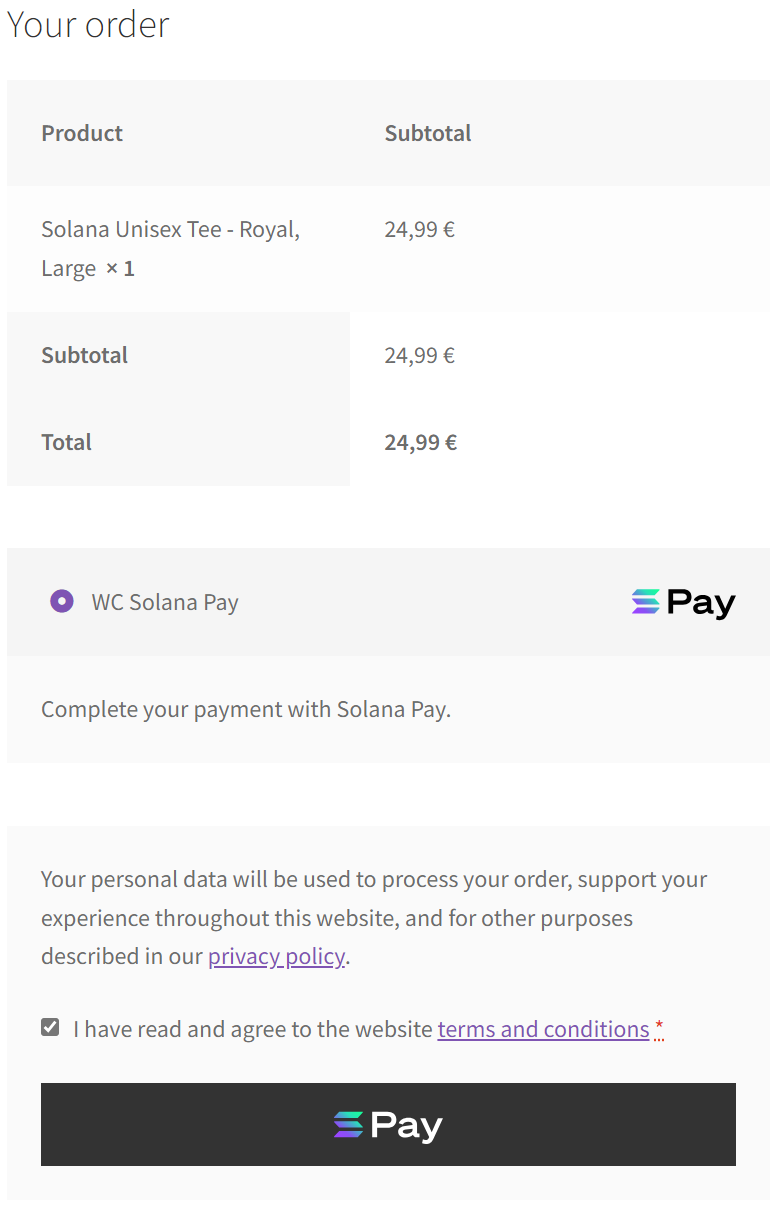 Your order
Product Subtotal
Solana Unisex Tee - Royal, 24,99 €
Large × 1
Subtotal 24,99 €
Total 24,99 €
WC Solana Pay Pay
Complete your payment with Solana Pay.
Your personal data will be used to process your order, support your
experience throughout this website, and for other purposes
described in our privacy policy.
I have read and agree to the website terms and conditions *
Pay